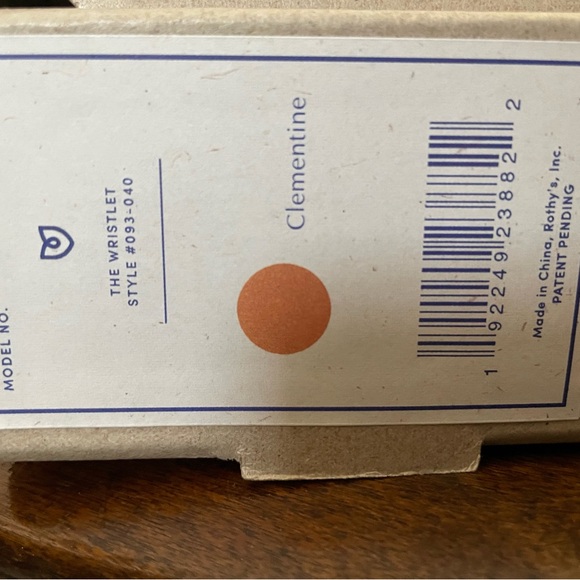 MODEL NO.
THE WRISTLET
STYLE #093-040
Clementine
1 92249 23882 2
Made in China, Rothy's, Inc.
PATENT PENDING